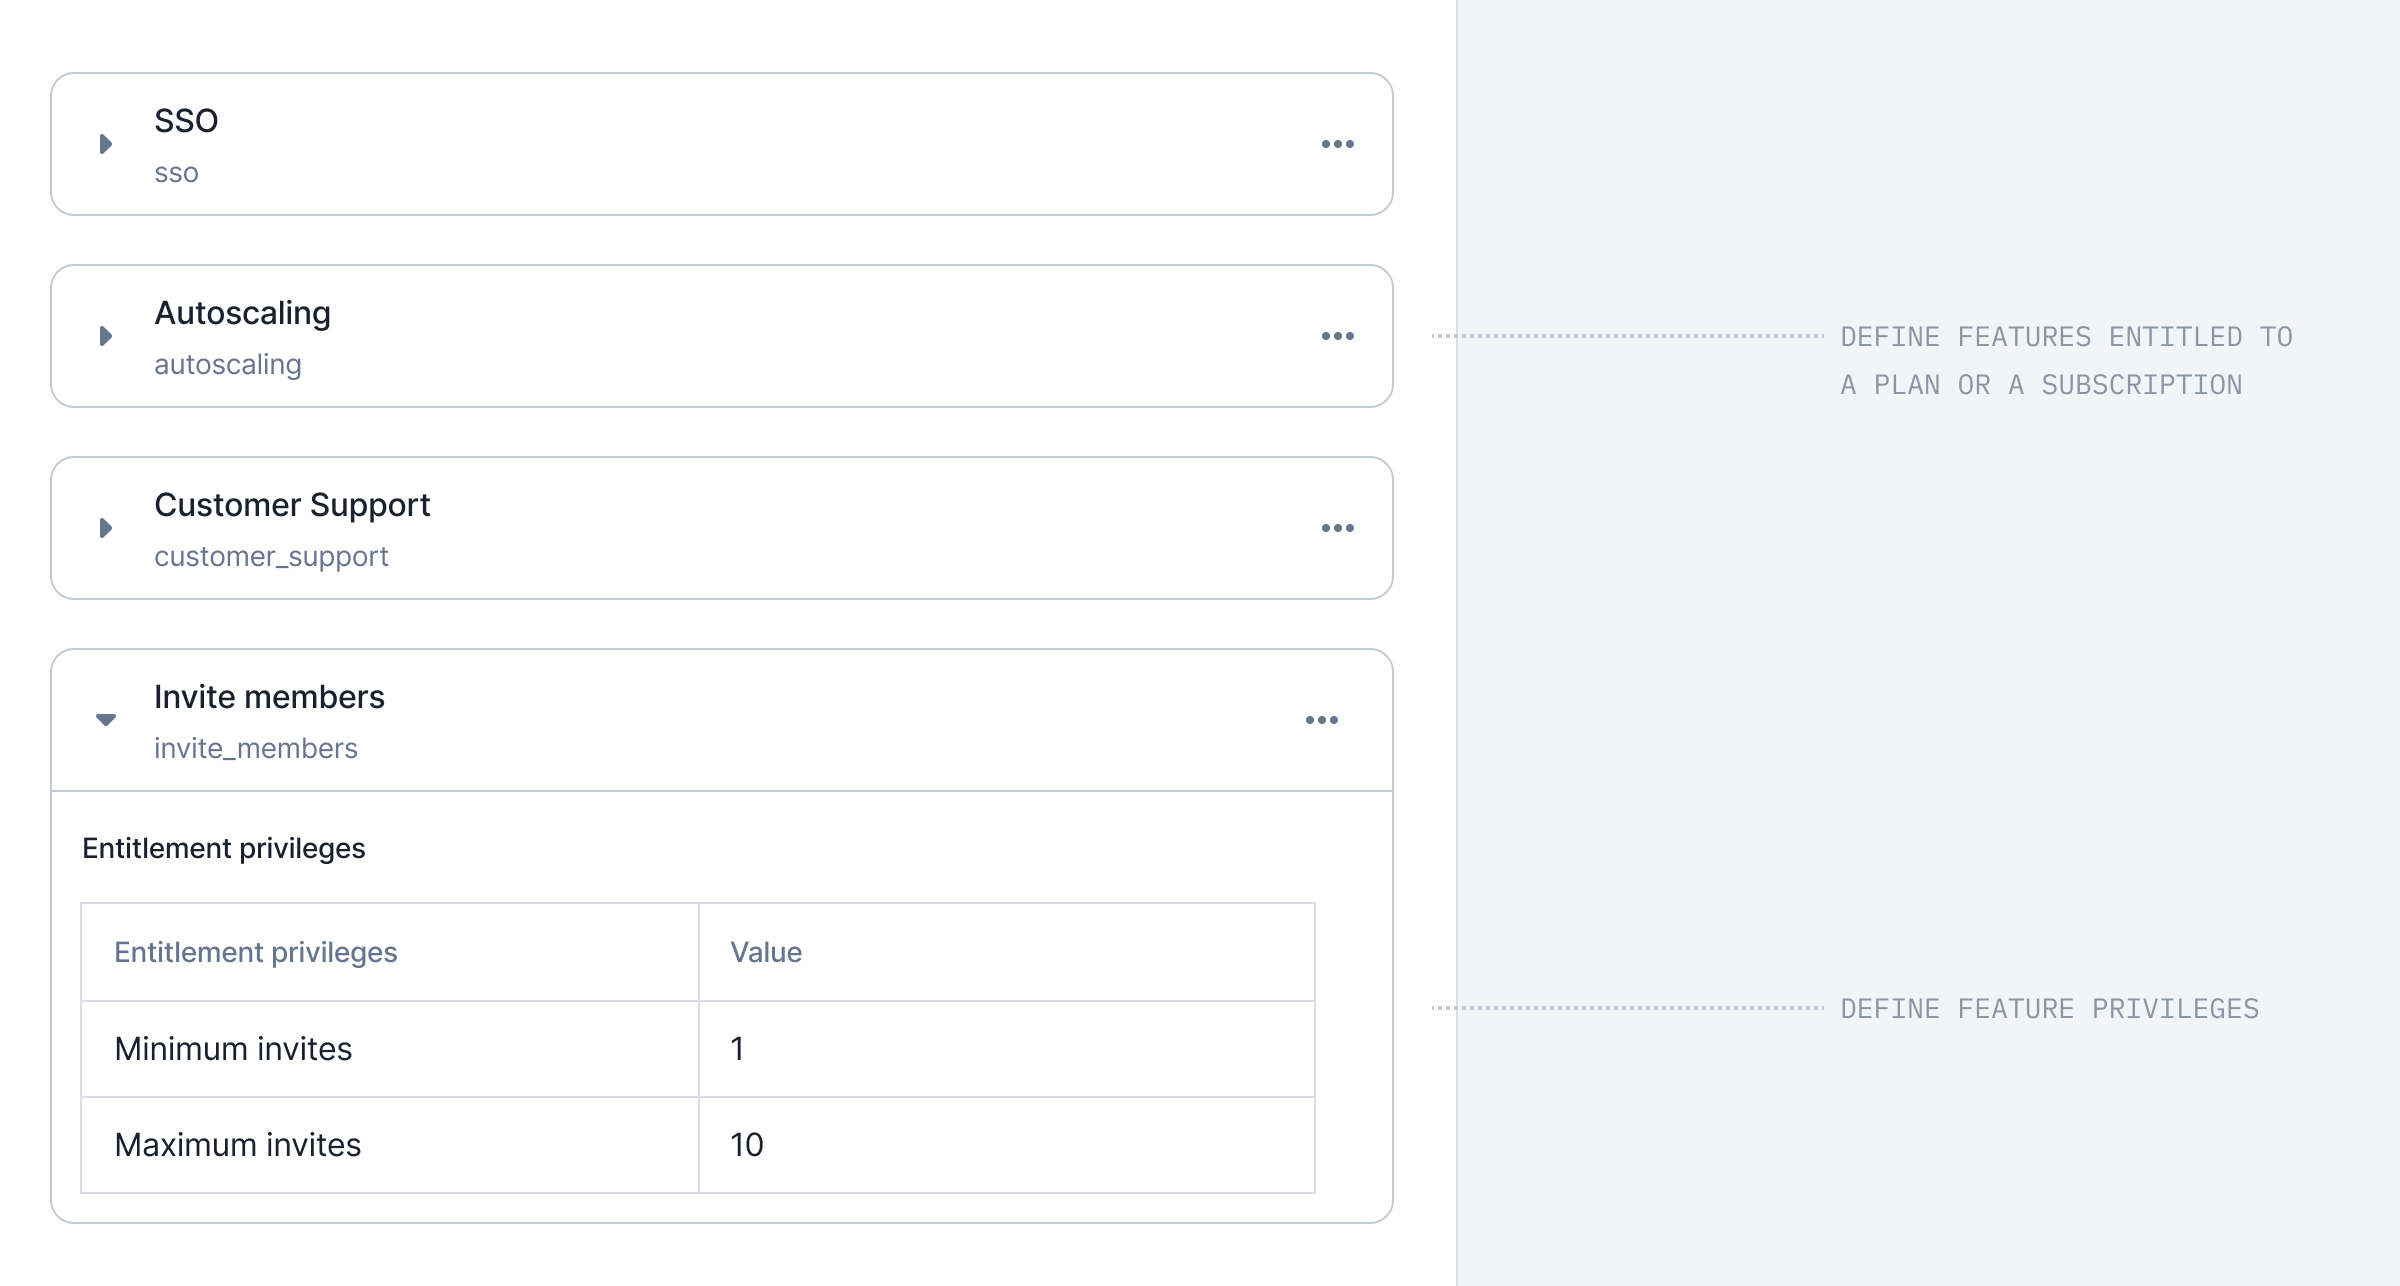 SSO
sso
Autoscaling
autoscaling
DEFINE FEATURES ENTITLED TO
A PLAN OR A SUBSCRIPTION
Customer Support
customer_support
Invite members
invite_members
Entitlement privileges
Entitlement privileges Value
DEFINE FEATURE PRIVILEGES
Minimum invites 1
Maximum invites 10